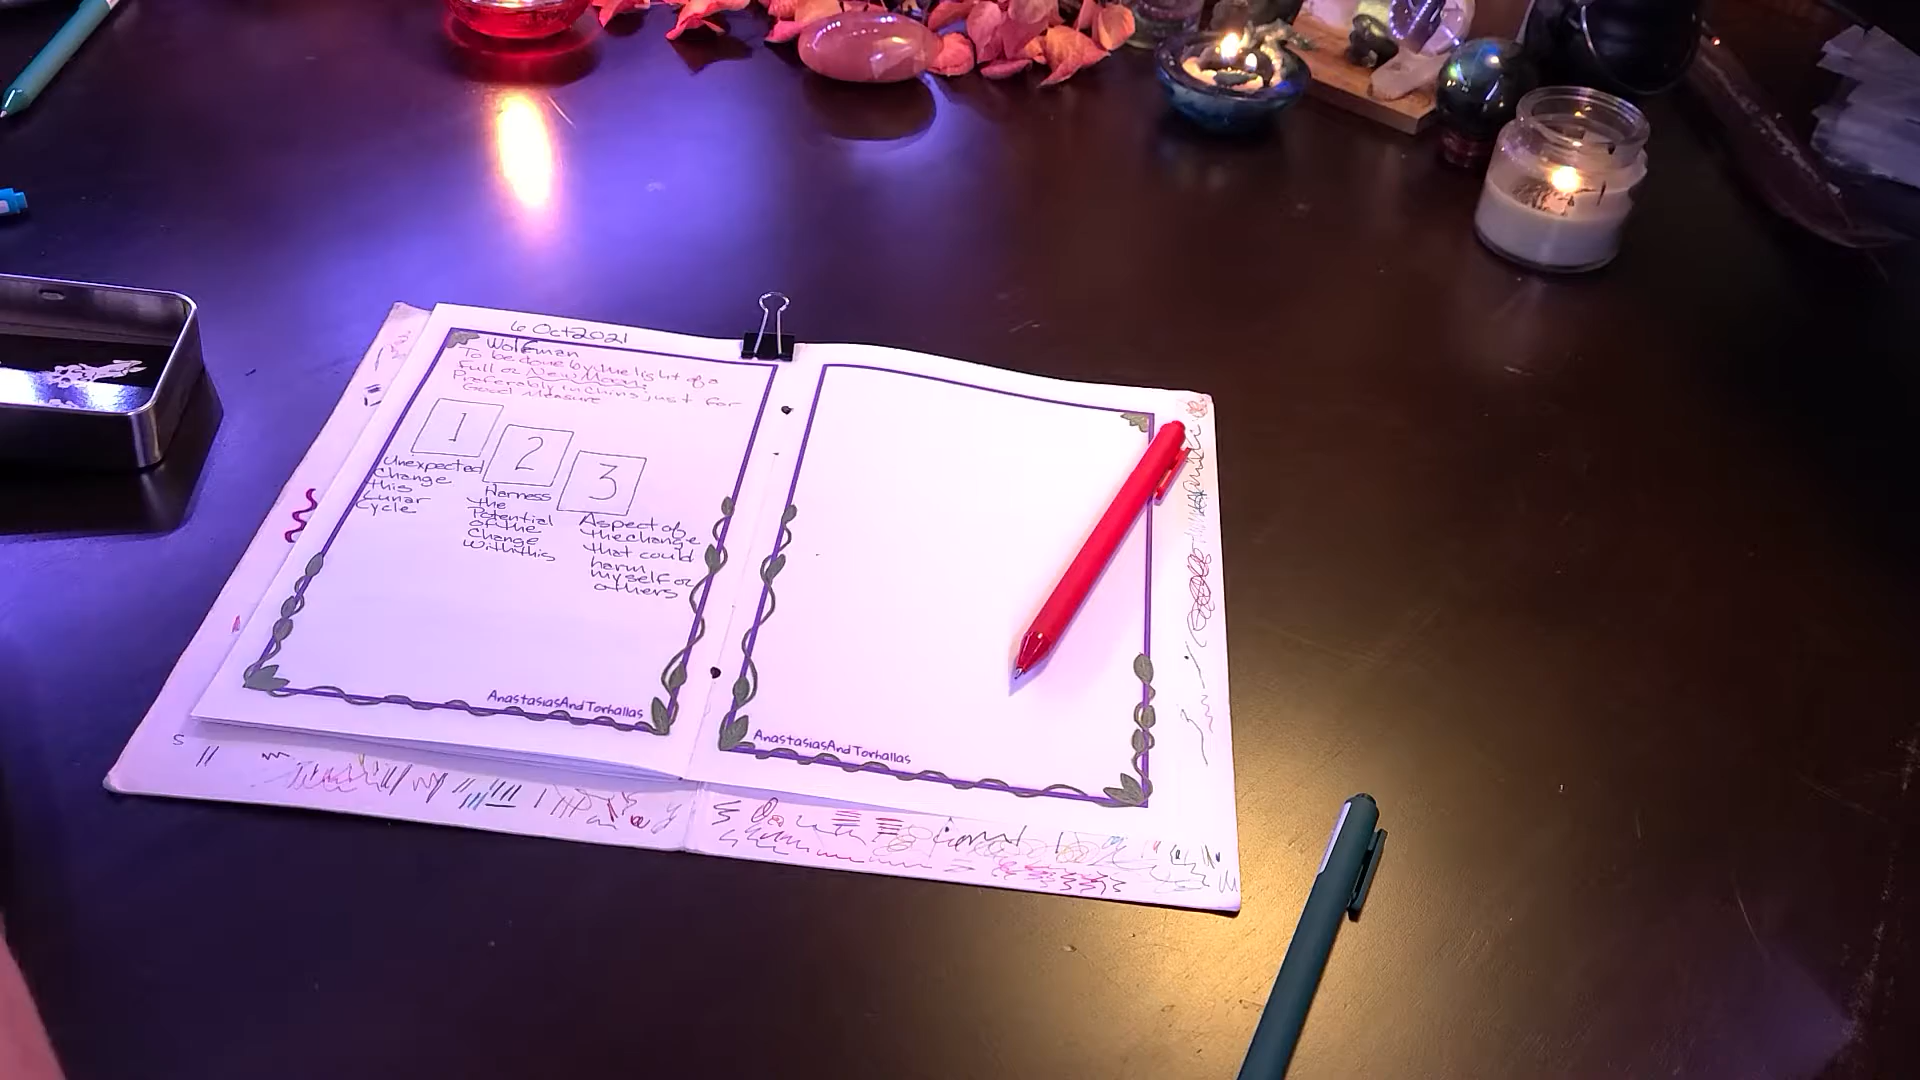 6 Oct 2021
Wolfman
To be done by the light of a
Full or New Moon:
Preferably in Chins just for
Good Measure
1
2
3
Unexpected
Change
this
Lunar
Cycle
Harness
the
Potential
of the
Change
with this
Aspect of
the change
that could
harm
myself or
others
AnastasiasAndTorhallas
AnastasiasAndTorhallas